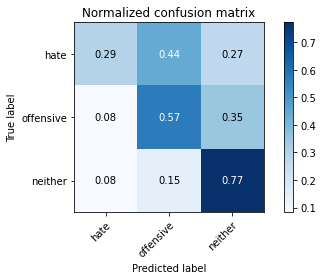 Normalized confusion matrix
True label
hate 0.29 0.44 0.27
offensive 0.08 0.57 0.35
neither 0.08 0.15 0.77
hate offensive neither
Predicted label
0.7
0.6
0.5
0.4
0.3
0.2
0.1